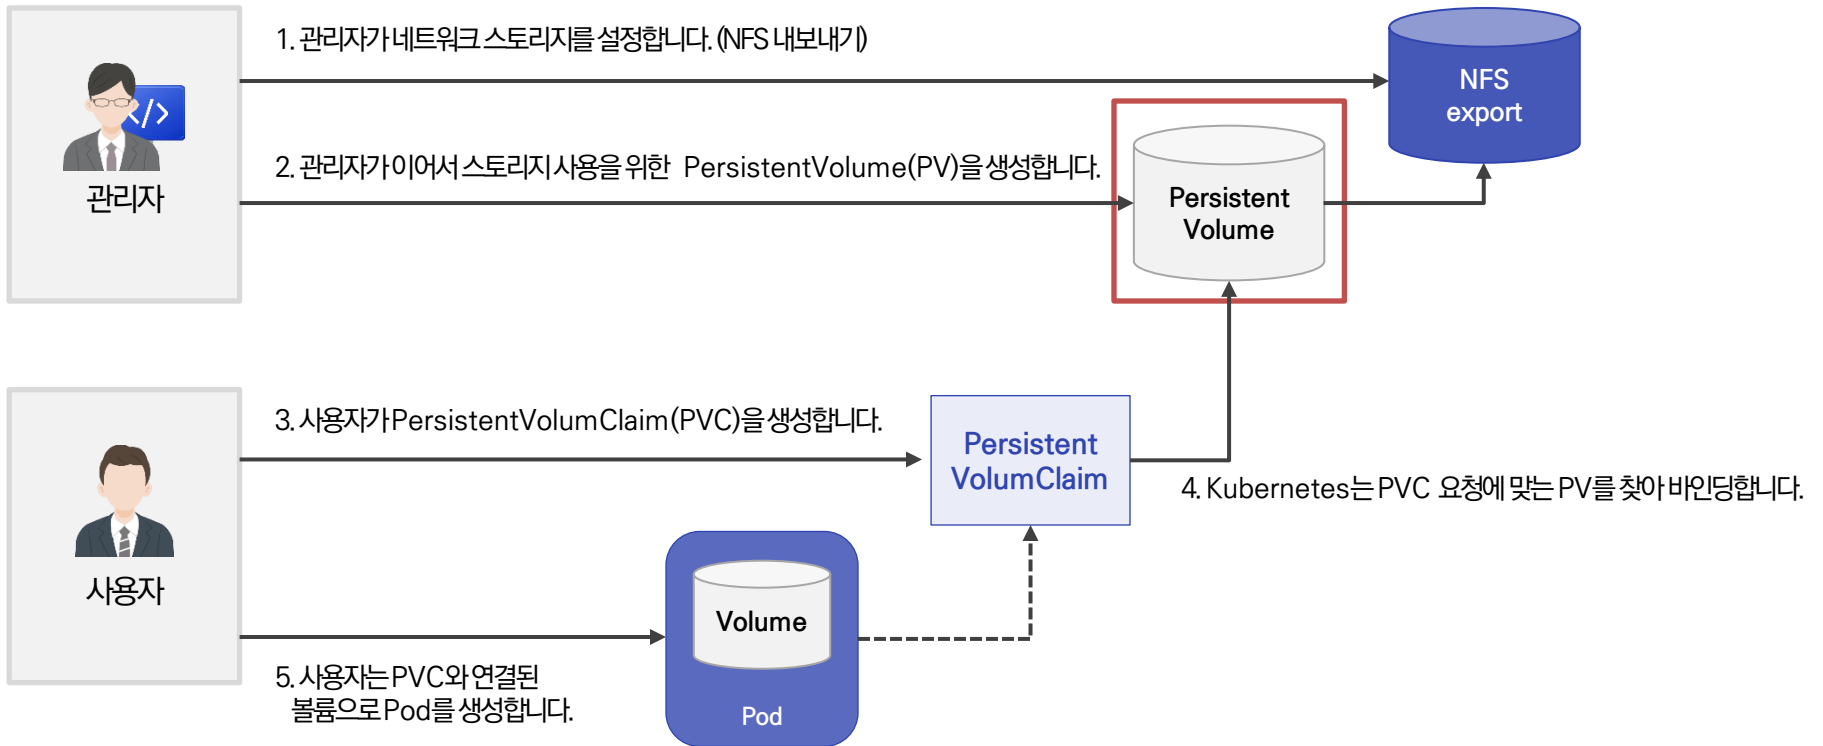 1. 관리자가 네트워크 스토리지를 설정합니다. (NFS 내보내기)
NFS
export
</>
관리자
2. 관리자가 이어서 스토리지 사용을 위한 PersistentVolume(PV)을 생성합니다.
Persistent
Volume
3. 사용자가 PersistentVolumClaim(PVC)을 생성합니다.
Persistent
VolumClaim
4. Kubernetes는 PVC 요청에 맞는 PV를 찾아 바인딩합니다.
사용자
Volume
5. 사용자는 PVC와 연결된
볼륨으로 Pod를 생성합니다.
Pod